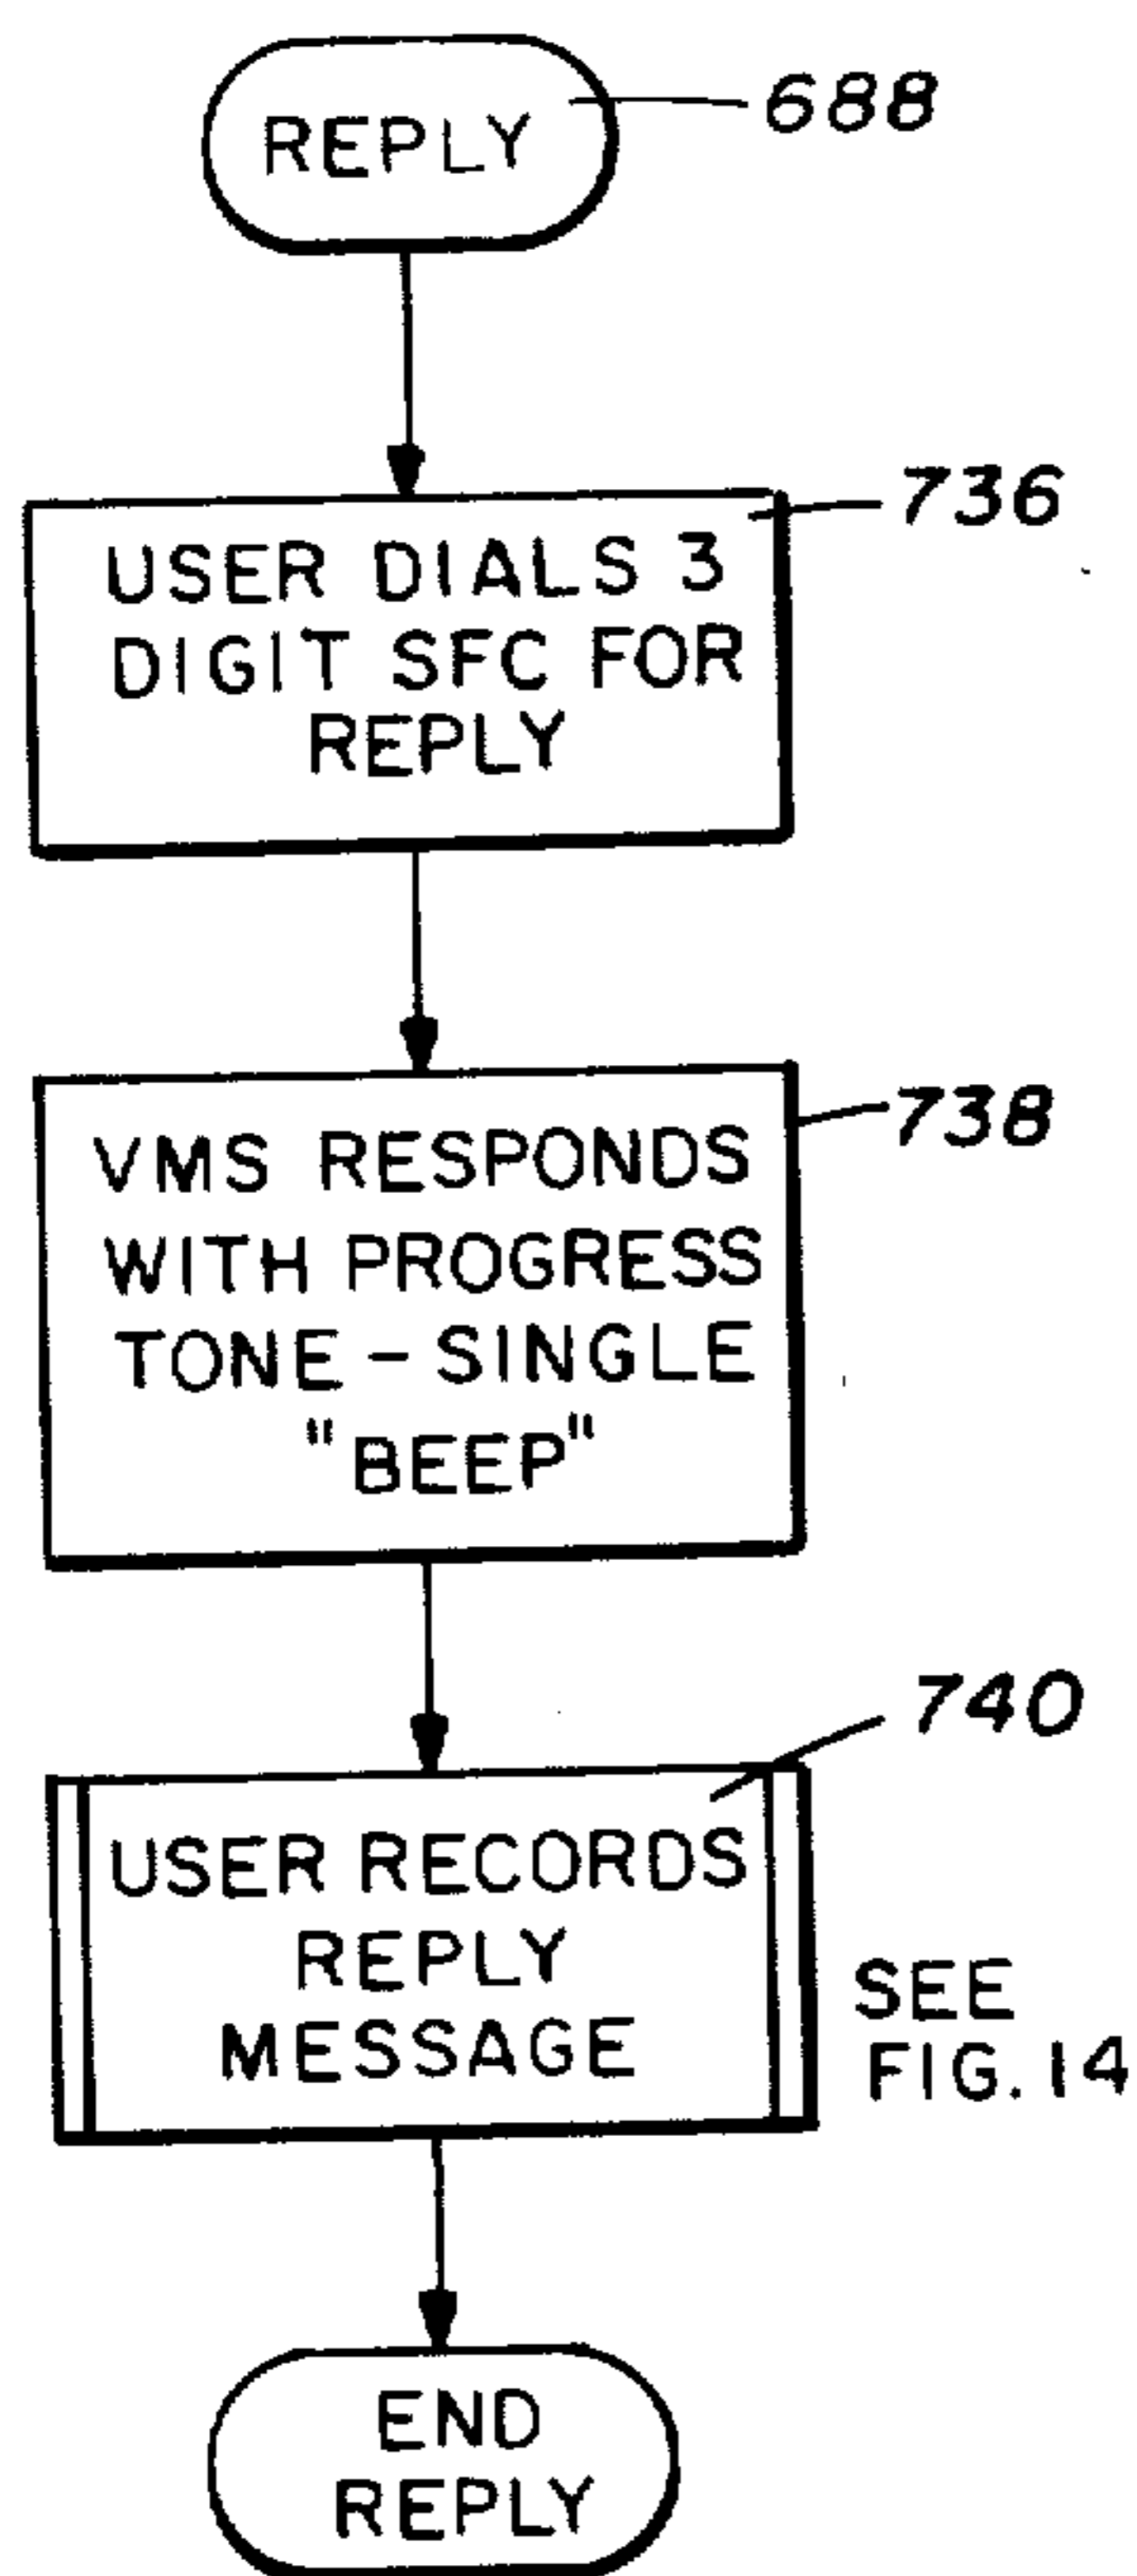 REPLY
688
736
USER DIALS 3
DIGIT SFC FOR
REPLY
738
VMS RESPONDS
WITH PROGRESS
TONE - SINGLE
"BEEP"
740
USER RECORDS
REPLY
MESSAGE
SEE
FIG. 14
END
REPLY